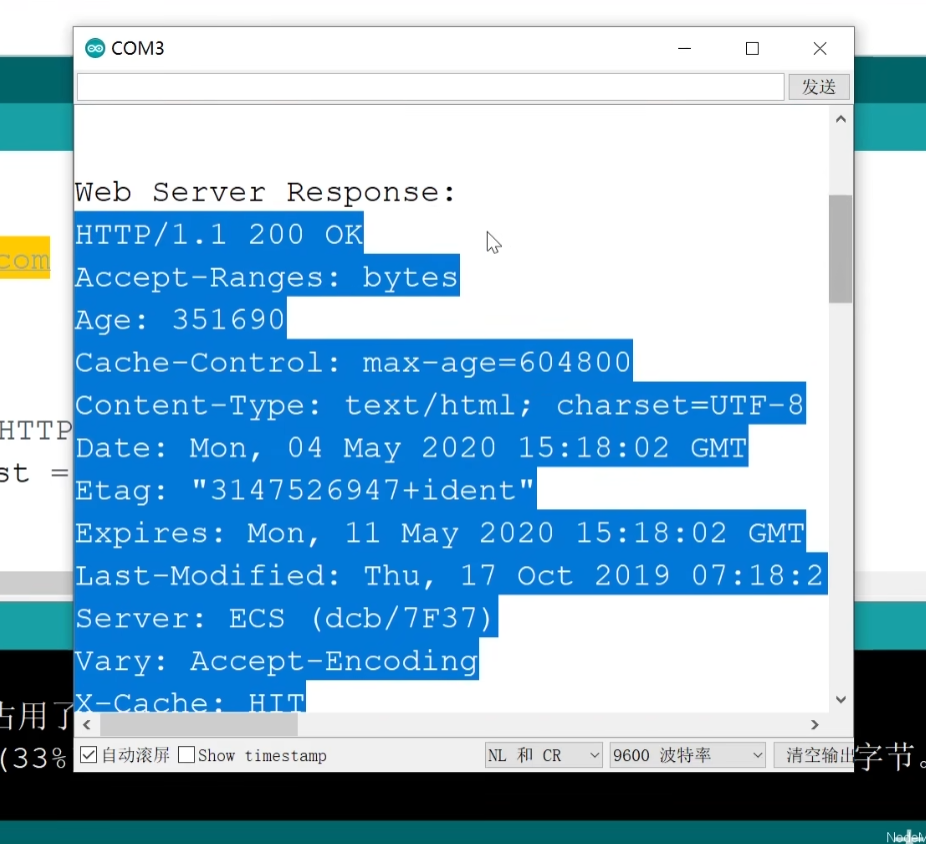 COM3
发送
Web Server Response:
HTTP/1.1 200 OK
com
Accept-Ranges: bytes
Age: 351690
Cache-Control: max-age=604800
Content-Type: text/html; charset=UTF-8
HTTP
Date: Mon, 04 May 2020 15:18:02 GMT
st =
Etag: "3147526947+ident"
Expires: Mon, 11 May 2020 15:18:02 GMT
Last-Modified: Thu, 17 Oct 2019 07:18:2
Server: ECS (dcb/7F37)
Vary: Accept-Encoding
X-Cache: HIT
占用了
(33%
自动滚屏 Show timestamp NL 和 CR 9600 波特率 清空输出
字节。